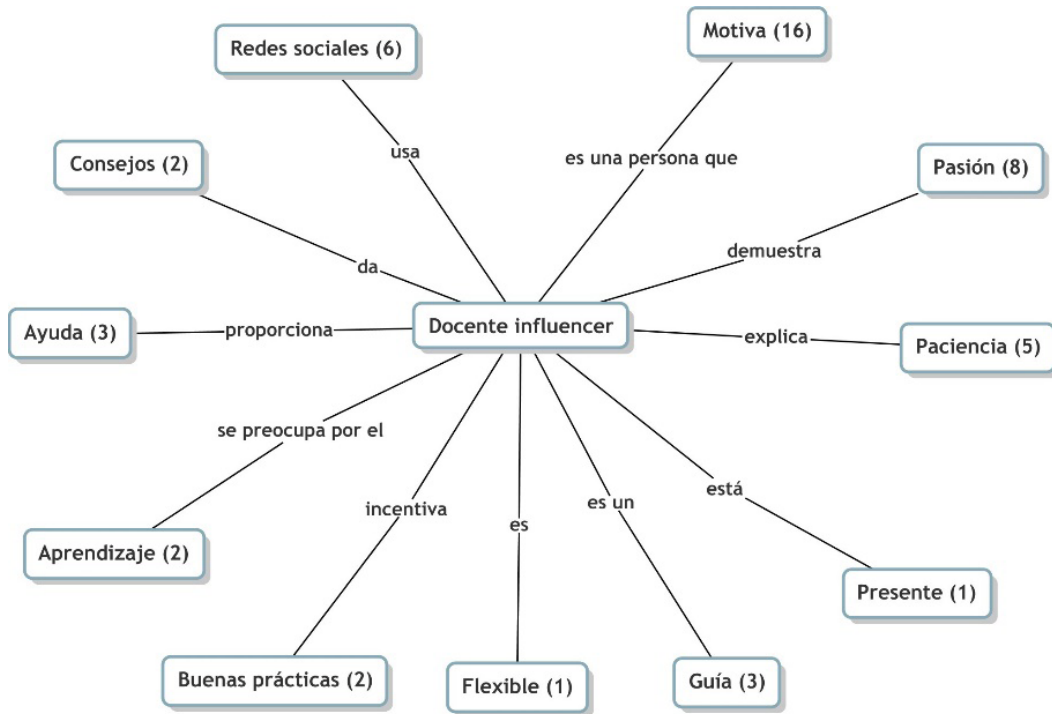 Motiva (16)
Redes sociales (6)
usa
es una persona que
Consejos (2)
Pasión (8)
da
demuestra
Ayuda (3)
proporciona
Docente influencer
explica
Paciencia (5)
se preocupa por el
incentiva
es
es un
está
Aprendizaje (2)
Presente (1)
Buenas prácticas (2)
Flexible (1)
Guía (3)